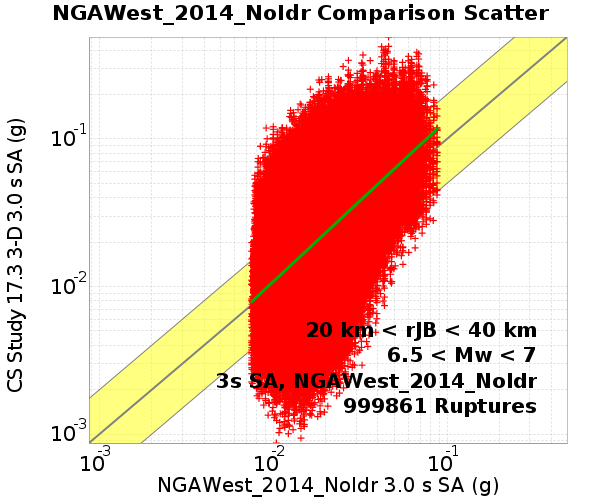 NGAWest_2014_NoIdr Comparison Scatter
CS Study 17.3 3-D 3.0 s SA (g)
10-1
10-2
10-3
20 km < rJB < 40 km
6.5 < Mw < 7
3s SA, NGAWest_2014_NoIdr
999861 Ruptures
10-3 10-2 10-1
NGAWest_2014_NoIdr 3.0 s SA (g)